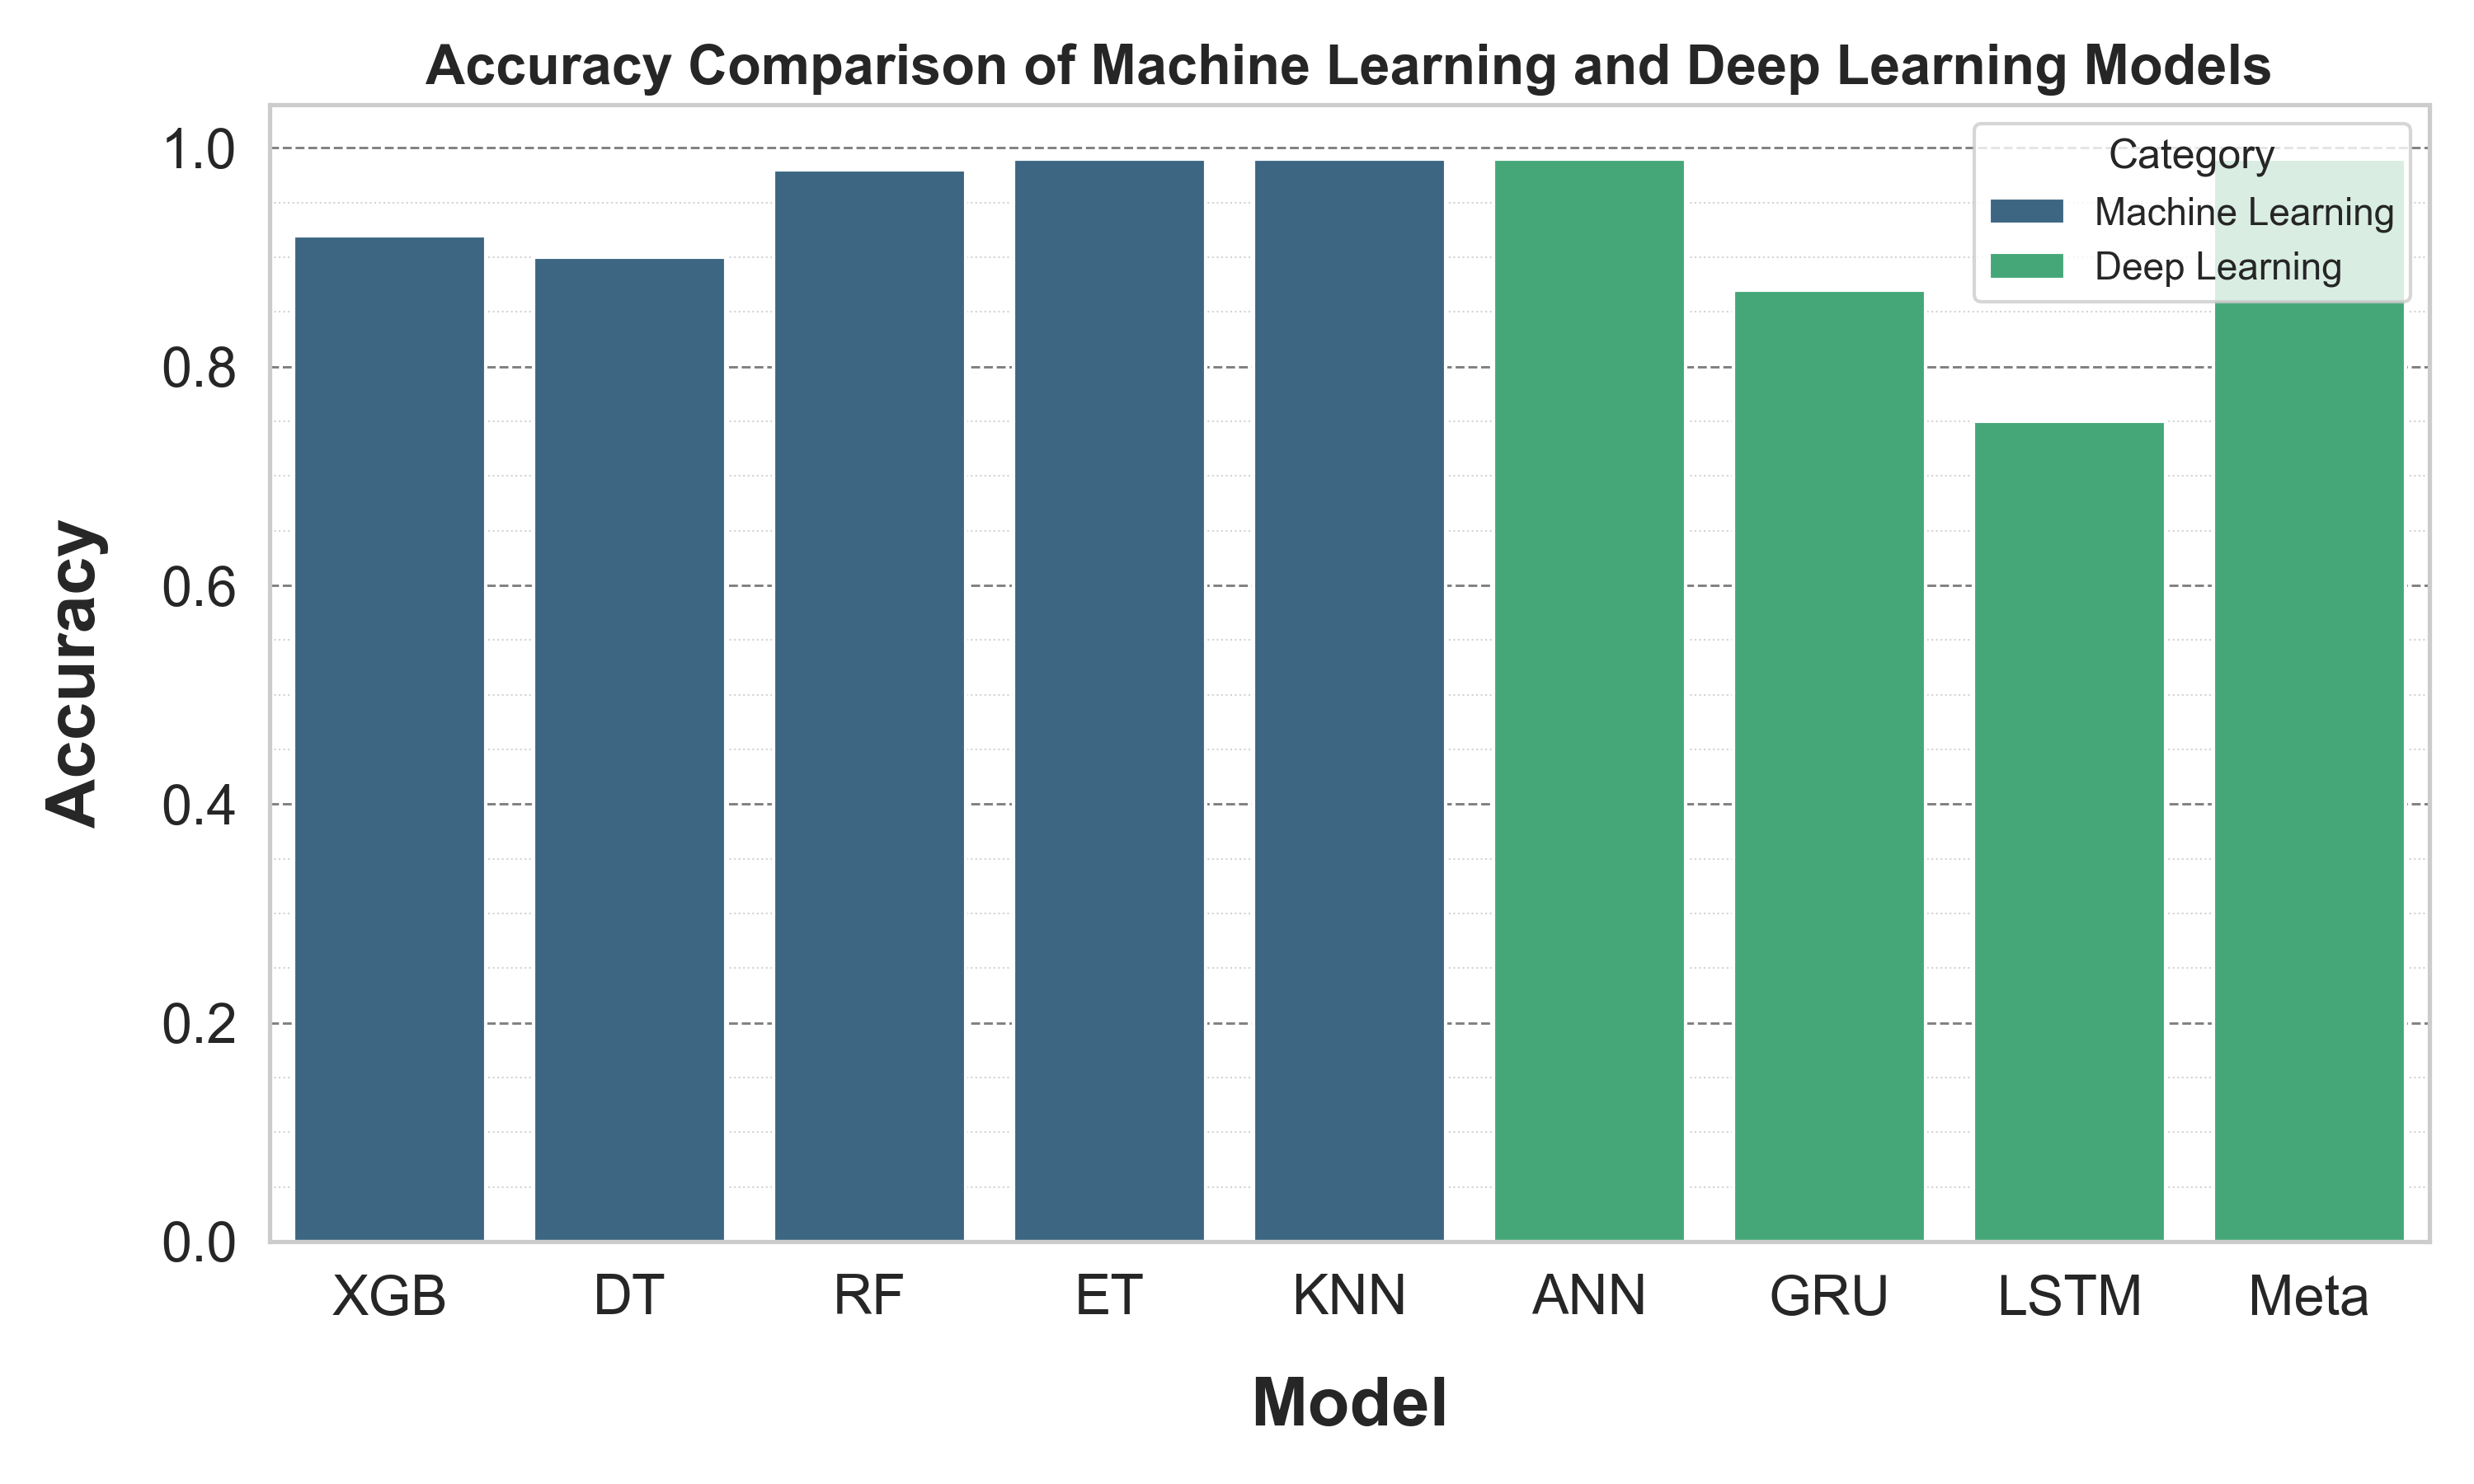 Accuracy Comparison of Machine Learning and Deep Learning Models
Category
Machine Learning
Deep Learning
1.0
0.8
0.6
0.4
0.2
0.0
Accuracy
XGB DT RF ET KNN ANN GRU LSTM Meta
Model